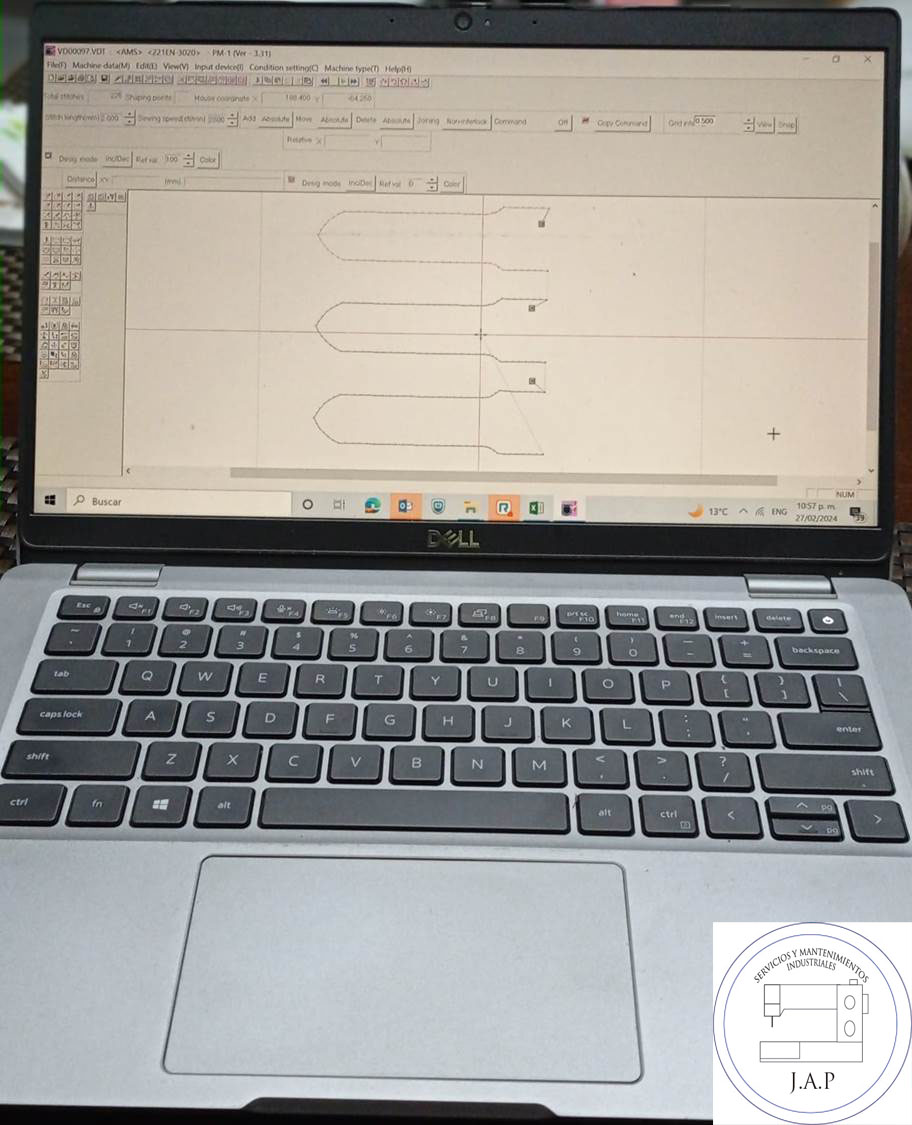 VD00097.VDT : <AMS> <221EN-3020> - PM-1 (Ver - 3.31)
File(F) Machine data(M) Edit(E) View(V) Input device(I) Condition setting(C) Machine type(T) Help(H)
Total stitches 226 Shaping points Mouse coordinate X 188.400 Y -64.250
Stitch length(mm) 2.000 Sewing speed(sti/min) 2500 Add Absolute Move Absolute Delete Absolute Joining Non-interlock Command Off Copy Command Grid info 0.500 View Snap
Relative X Y
Desig mode Inc/Dec Ref val 100 Color
Distance XY (mm)
Desig mode Inc/Dec Ref val 0 Color
NUM
Buscar
13°C ENG
10:57 p. m.
27/02/2024
39
DELL
Esc F1 F2 F3 F4 F5 F6 F7 F8 F9 prt sc F10 home F11 end F12 insert delete
~ ` ! 1 @ 2 # 3 $ 4 % 5 ^ 6 & 7 * 8 ( 9 ) 0 — - + = backspace
tab Q W E R T Y U I O P { [ } ] | \
caps lock A S D F G H J K L : ; " ' enter
shift Z X C V B N M < , > . ? / shift
ctrl fn alt alt ctrl < ^ pg
pg >
SERVICIOS Y MANTENIMIENTOS
INDUSTRIALES
J.A.P